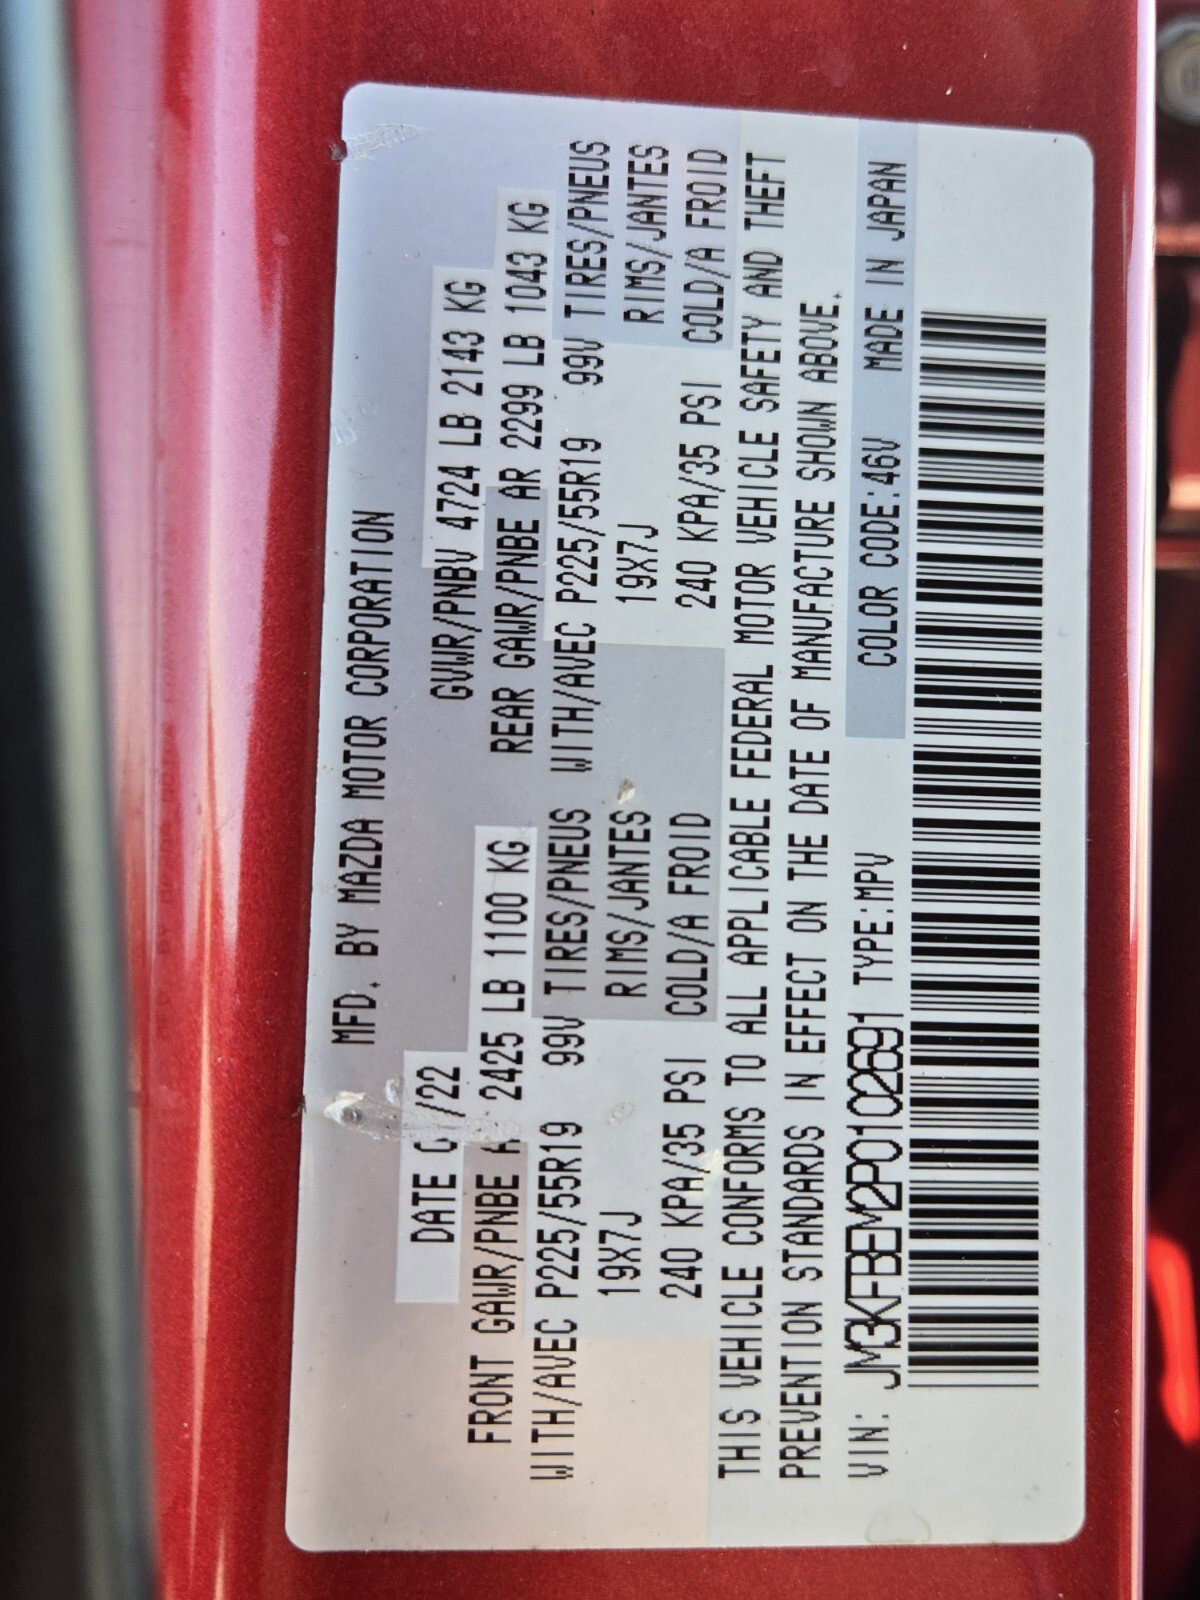 MFD. BY MAZDA MOTOR CORPORATION
DATE /22 GVWR/PNBV 4724 LB 2143 KG
FRONT GAWR/PNBE 2425 LB 1100 KG REAR GAWR/PNBE AR 2299 LB 1043 KG
WITH/AVEC P225/55R19 99V TIRES/PNEUS WITH/AVEC P225/55R19 99V TIRES/PNEUS
19X7J RIMS/JANTES 19X7J RIMS/JANTES
240 KPA/35 PSI COLD/A FROID 240 KPA/35 PSI COLD/A FROID
THIS VEHICLE CONFORMS TO ALL APPLICABLE FEDERAL MOTOR VEHICLE SAFETY AND THEFT
PREVENTION STANDARDS IN EFFECT ON THE DATE OF MANUFACTURE SHOWN ABOVE.
VIN: JM3KFBEM2P0102691 TYPE:MPV COLOR CODE:46V MADE IN JAPAN